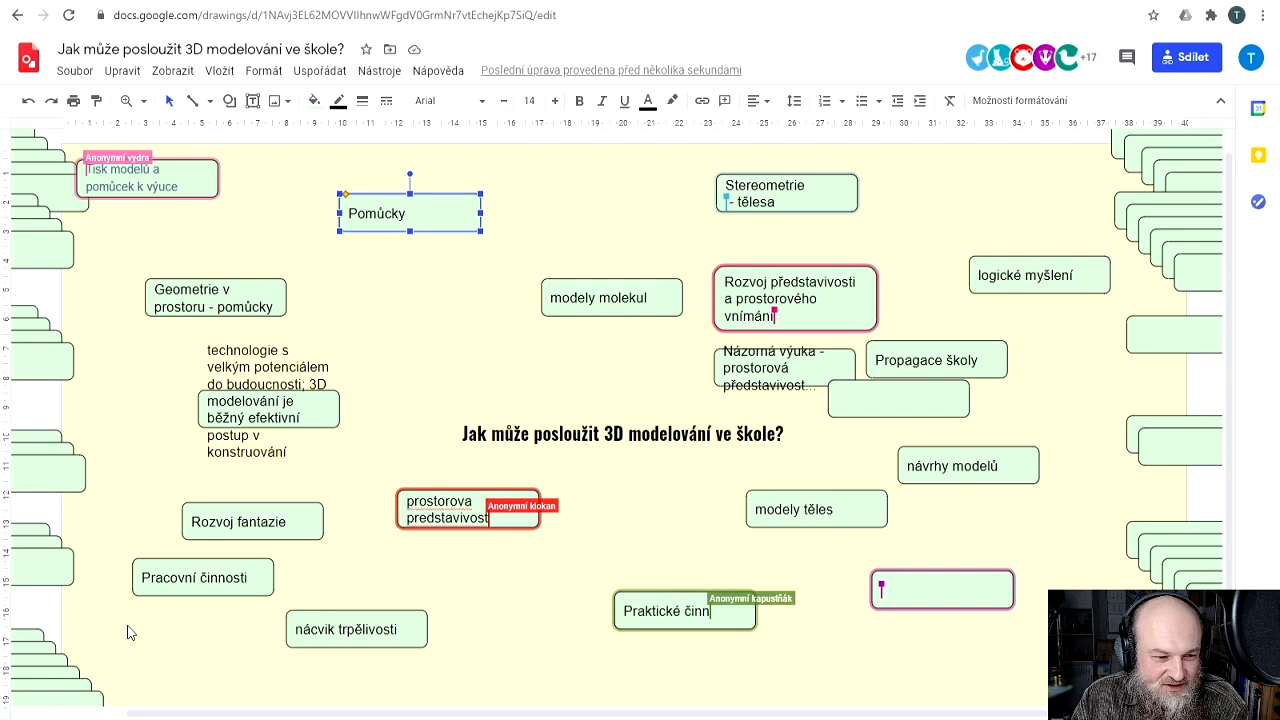 docs.google.com/drawings/d/1NAvj3EL62MOVVIIhnwWFgdV0GrmNr7vtEchejKp7SiQ/edit
T
Jak může posloužit 3D modelování ve škole?
+17
Sdílet
T
Soubor Upravit Zobrazit Vložit Formát Nástroje Nápověda
Poslední úprava provedena před několika sekundami
Arial
14
B I U A
Možnosti formátování
Anonymní vydra
Tisk modelů a
pomůcek k výuce
Pomůcky
Stereometrie
- tělesa
Geometrie v
prostoru - pomůcky
modely molekul
Rozvoj představivosti
a prostorového
vnímání
logické myšlení
technologie s
velkým potenciálem
do budoucnosti; 3D
modelování je
běžný efektivní
postup v
konstruování
Názorná výuka -
prostorová
představivost...
Propagace školy
Jak může posloužit 3D modelování ve škole?
návrhy modelů
prostorova
predstavivost
Anonymní klokan
modely těles
Rozvoj fantazie
Pracovní činnosti
Anonymní kapustňák
Praktické činn
nácvik trpělivosti